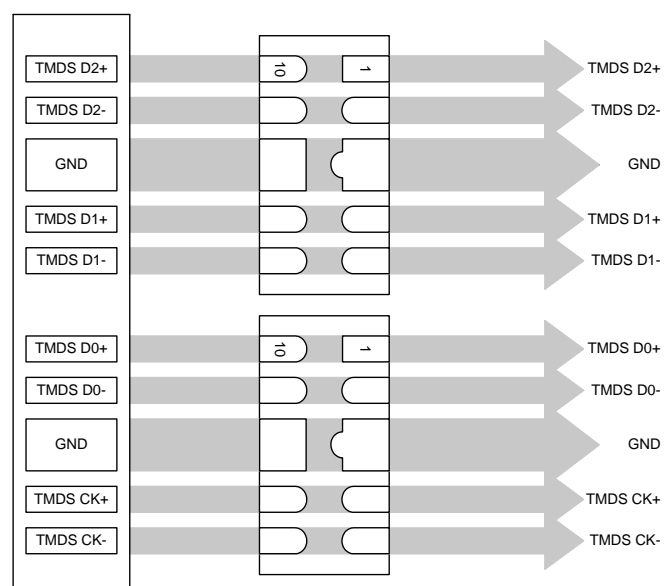 TMDS D2+ 10 1 TMDS D2+
TMDS D2- TMDS D2-
GND GND
TMDS D1+ TMDS D1+
TMDS D1- TMDS D1-
TMDS D0+ 10 1 TMDS D0+
TMDS D0- TMDS D0-
GND GND
TMDS CK+ TMDS CK+
TMDS CK- TMDS CK-